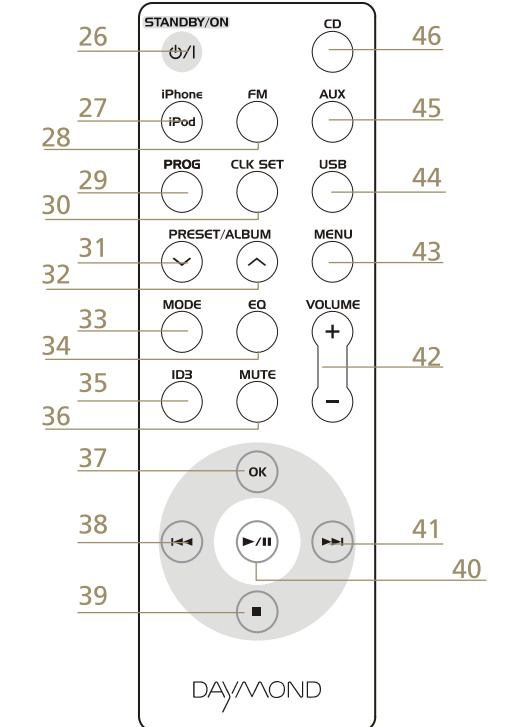 STANDBY/ON CD
26 46
iPhone FM AUX
27 iPod 45
28
PROG CLK SET USB
29 44
30
PRESET/ALBUM MENU
31 43
32
MODE EQ VOLUME
33 +
34 42
ID3 MUTE
35 −
36
37 OK
38 41
40
39
DAYMOND